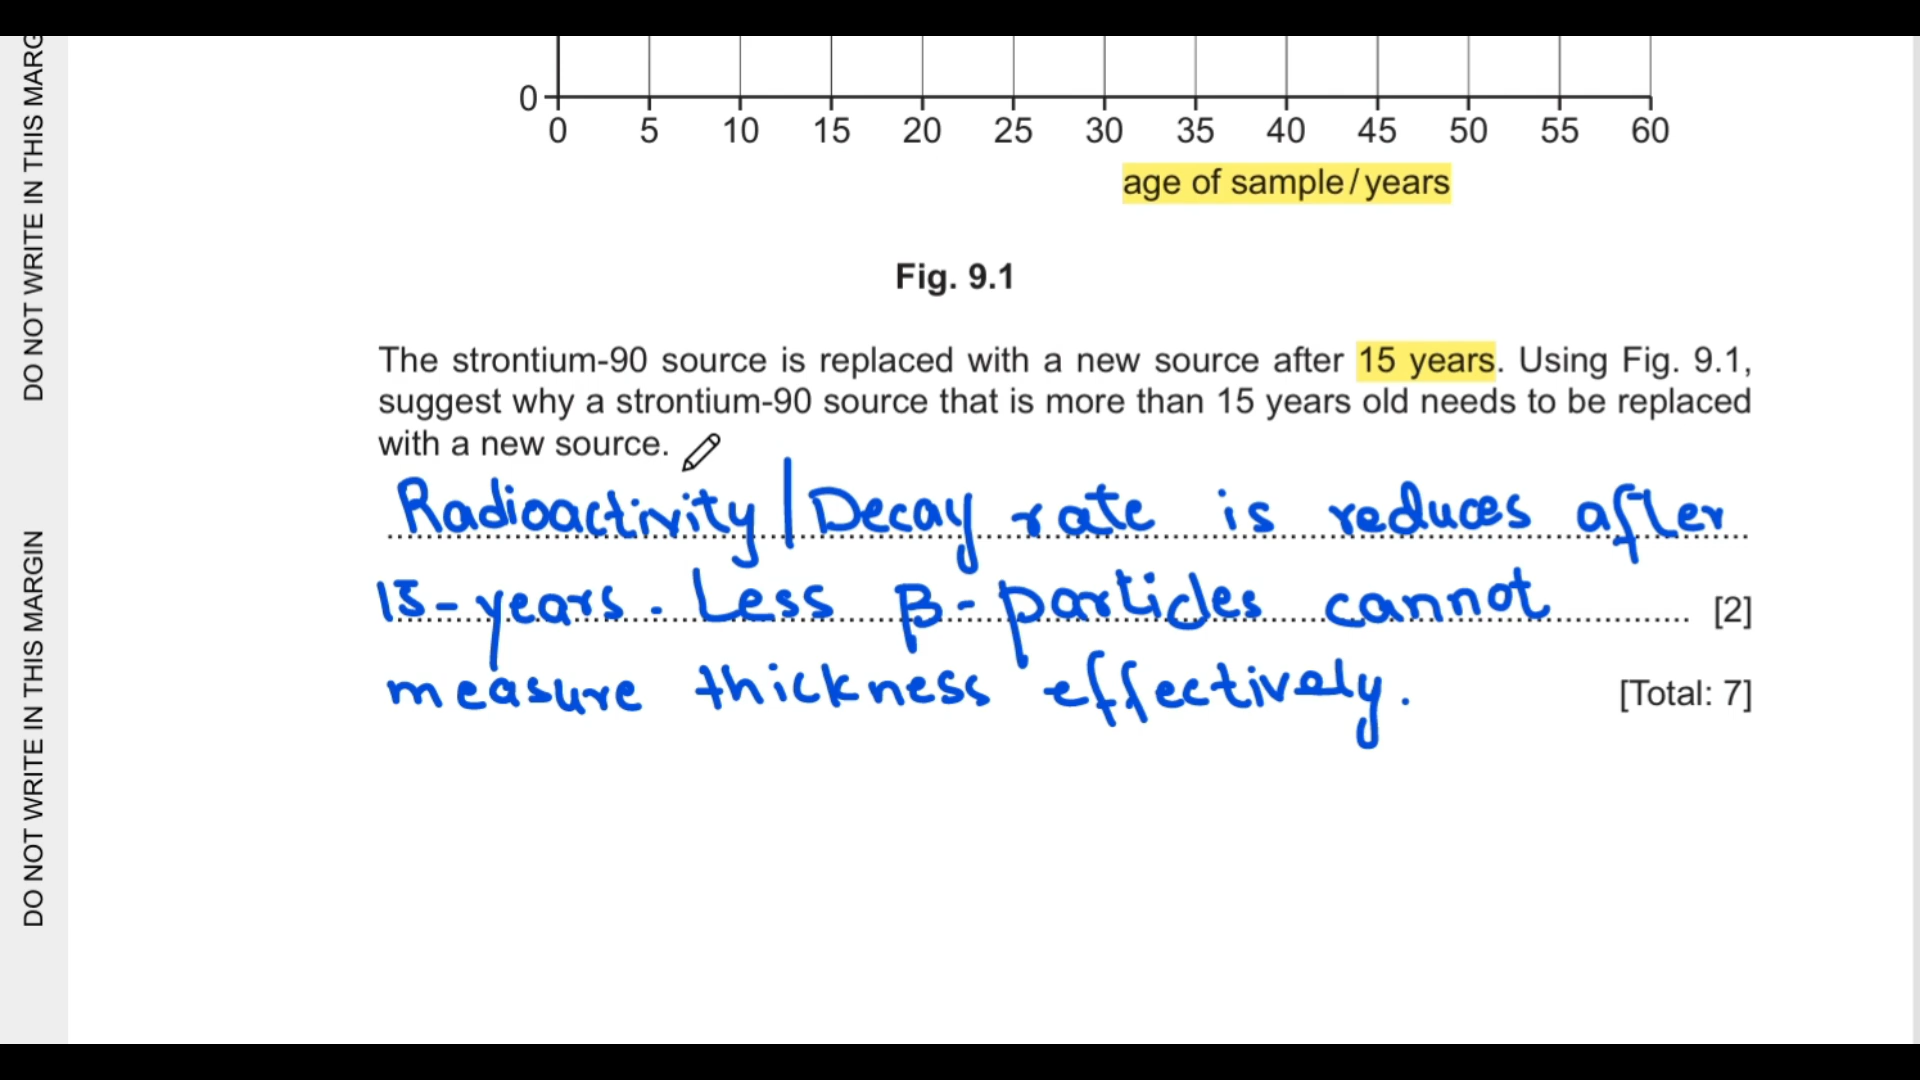 DO NOT WRITE IN THIS MARG
0
0 5 10 15 20 25 30 35 40 45 50 55 60
age of sample / years
Fig. 9.1
The strontium-90 source is replaced with a new source after 15 years. Using Fig. 9.1,
suggest why a strontium-90 source that is more than 15 years old needs to be replaced
with a new source.
Radioactivity | Decay rate is reduces after
15-years. Less β-particles cannot [2]
measure thickness effectively. [Total: 7]
DO NOT WRITE IN THIS MARGIN